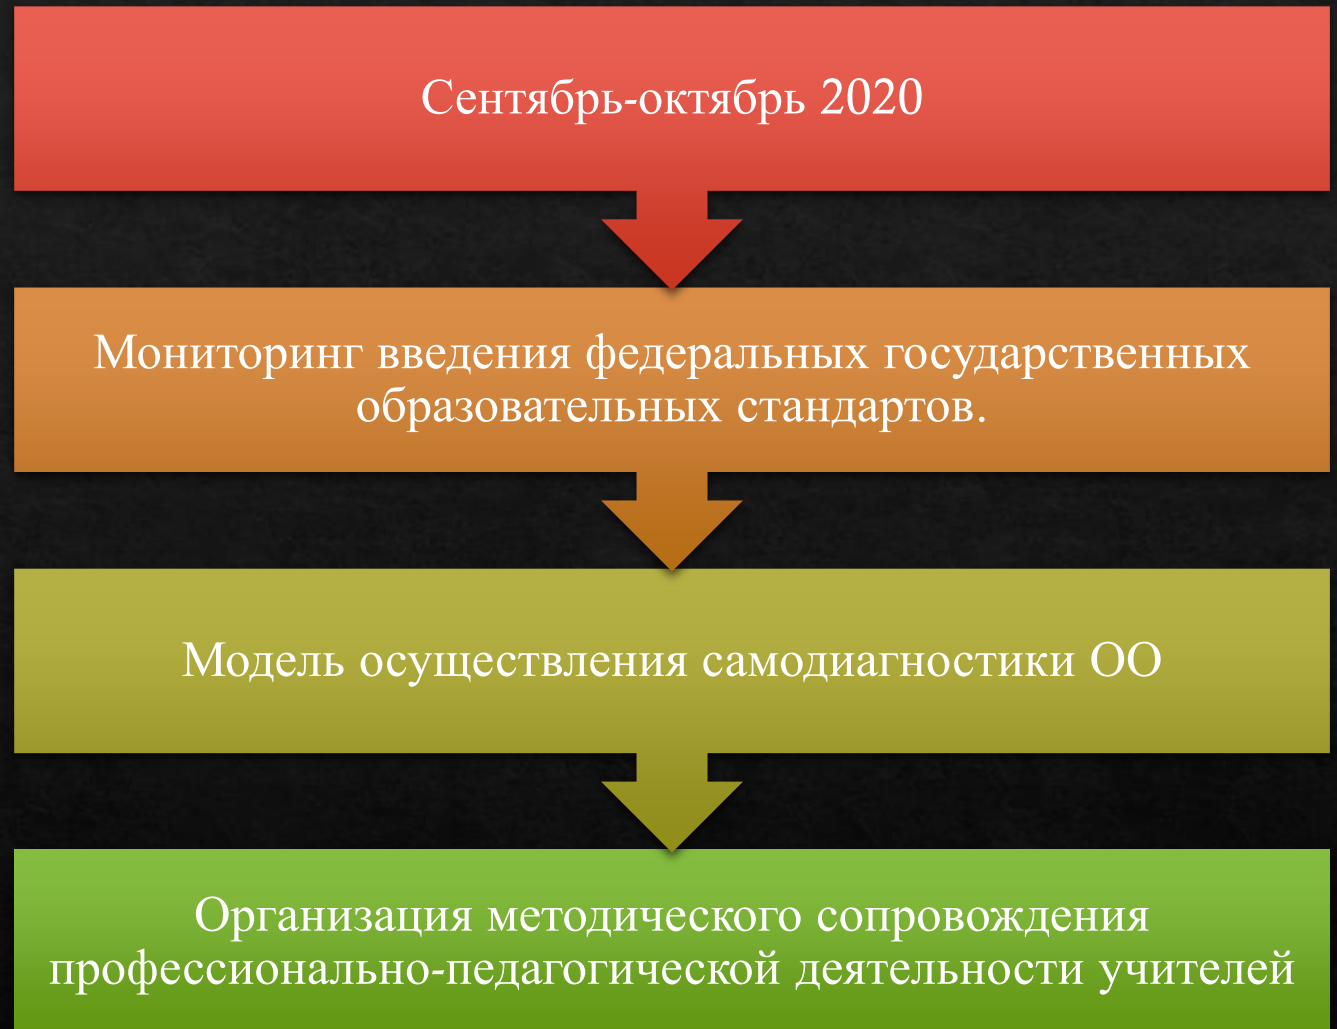 Сентябрь-октябрь 2020
Мониторинг введения федеральных государственных
образовательных стандартов.
Модель осуществления самодиагностики ОО
Организация методического сопровождения
профессионально-педагогической деятельности учителей